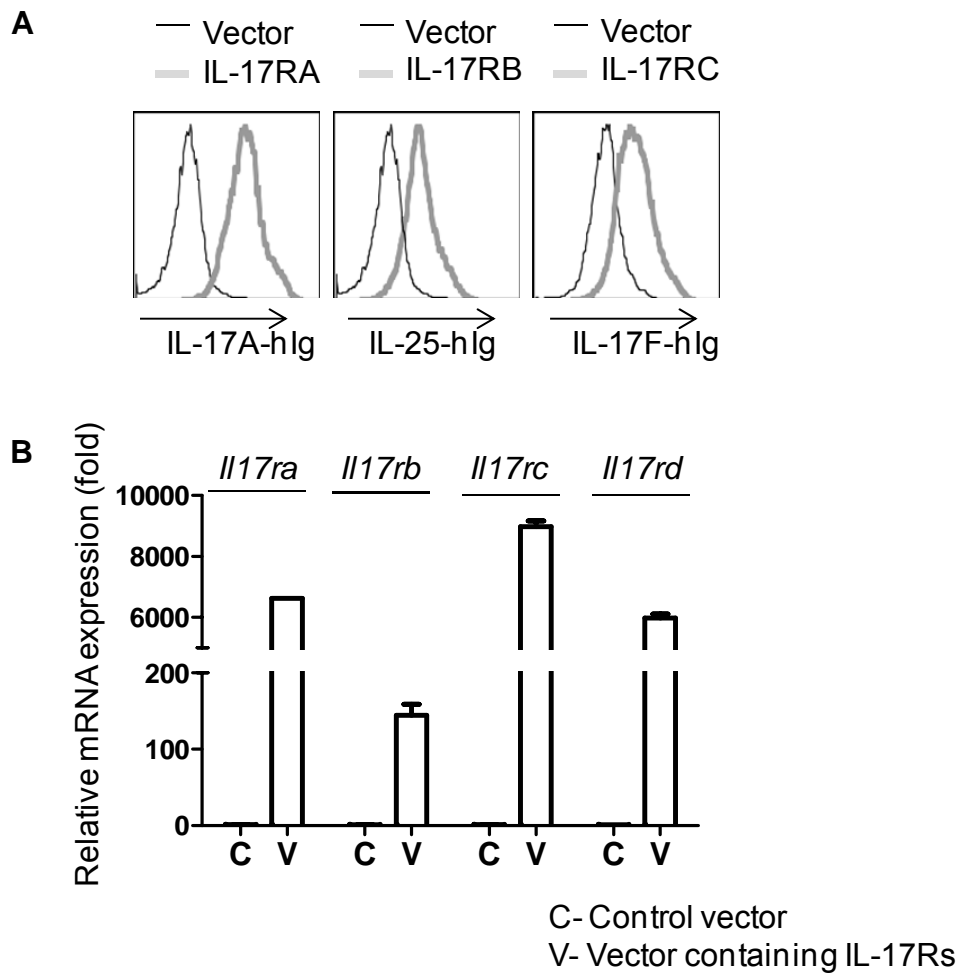 A
Vector
IL-17RA
Vector
IL-17RB
Vector
IL-17RC
IL-17A-hIg
IL-25-hIg
IL-17F-hIg
B
Relative mRNA expression (fold)
Il17ra
Il17rb
Il17rc
Il17rd
10000
8000
6000
200
100
0
C V C V C V C V
C- Control vector
V- Vector containing IL-17Rs